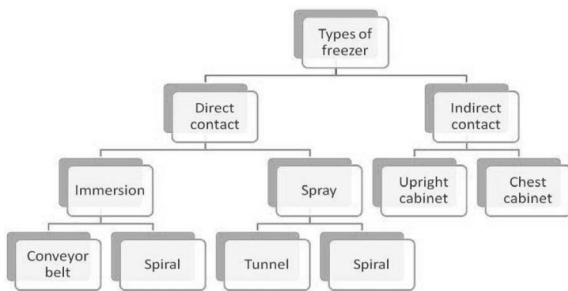 Types of
freezer
Direct
contact
Indirect
contact
Immersion
Spray
Upright
cabinet
Chest
cabinet
Conveyor
belt
Spiral
Tunnel
Spiral